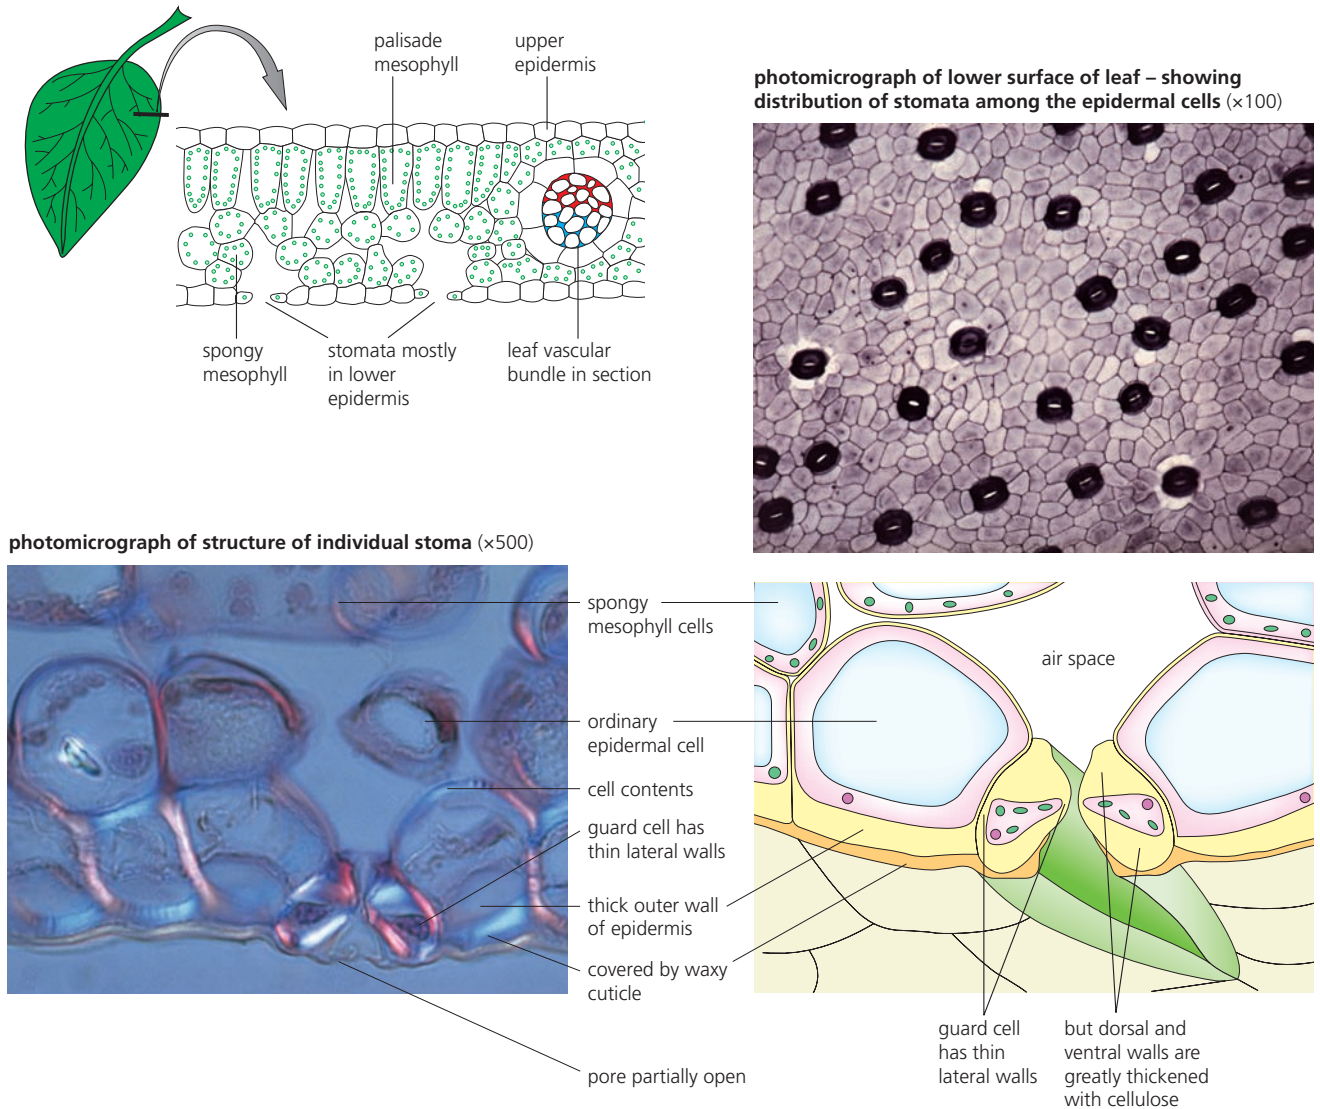 palisade
mesophyll
upper
epidermis
spongy
mesophyll
stomata mostly
in lower
epidermis
leaf vascular
bundle in section
photomicrograph of lower surface of leaf – showing
distribution of stomata among the epidermal cells (×100)
photomicrograph of structure of individual stoma (×500)
spongy
mesophyll cells
ordinary
epidermal cell
cell contents
guard cell has
thin lateral walls
thick outer wall
of epidermis
covered by waxy
cuticle
pore partially open
air space
guard cell
has thin
lateral walls
but dorsal and
ventral walls are
greatly thickened
with cellulose